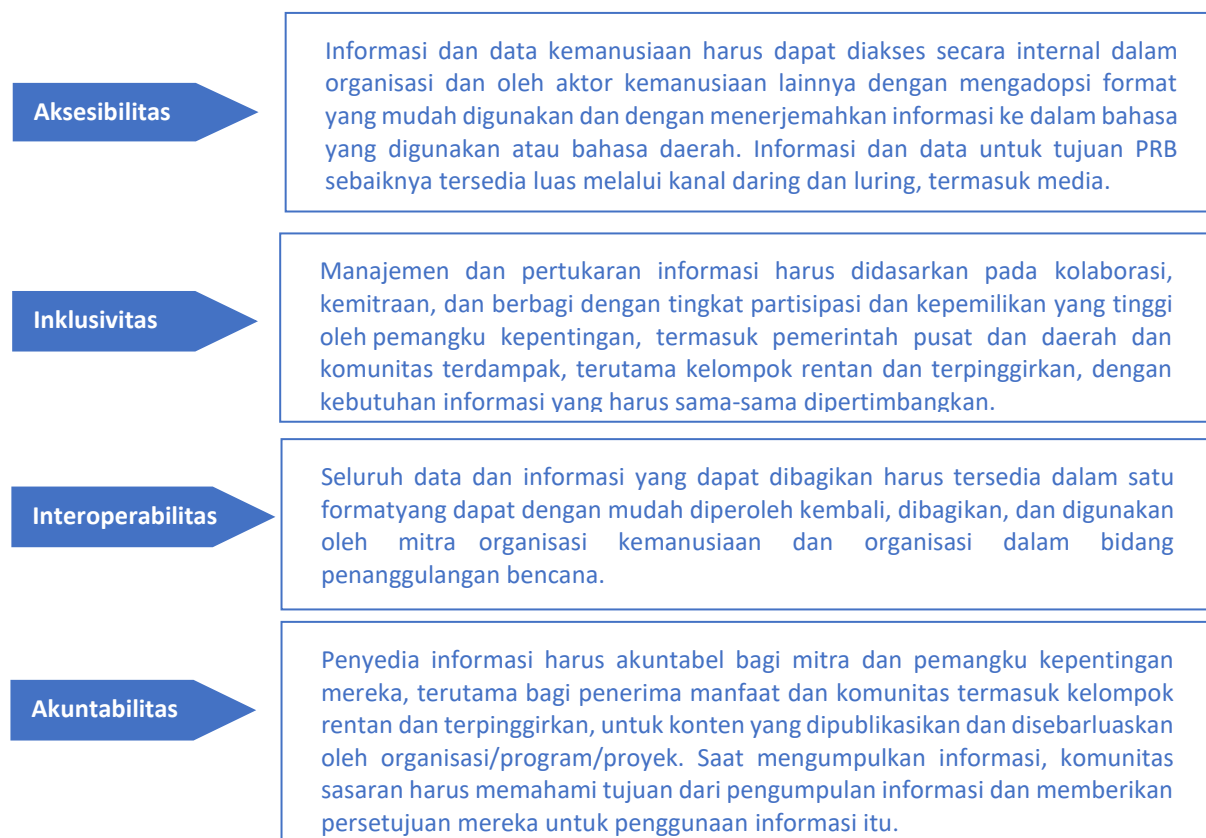 Aksesibilitas
Informasi dan data kemanusiaan harus dapat diakses secara internal dalam
organisasi dan oleh aktor kemanusiaan lainnya dengan mengadopsi format
yang mudah digunakan dan dengan menerjemahkan informasi ke dalam bahasa
yang digunakan atau bahasa daerah. Informasi dan data untuk tujuan PRB
sebaiknya tersedia luas melalui kanal daring dan luring, termasuk media.
Inklusivitas
Manajemen dan pertukaran informasi harus didasarkan pada kolaborasi,
kemitraan, dan berbagi dengan tingkat partisipasi dan kepemilikan yang tinggi
oleh pemangku kepentingan, termasuk pemerintah pusat dan daerah dan
komunitas terdampak, terutama kelompok rentan dan terpinggirkan, dengan
kebutuhan informasi yang harus sama-sama dipertimbangkan.
Interoperabilitas
Seluruh data dan informasi yang dapat dibagikan harus tersedia dalam satu
formatyang dapat dengan mudah diperoleh kembali, dibagikan, dan digunakan
oleh mitra organisasi kemanusiaan dan organisasi dalam bidang
penanggulangan bencana.
Akuntabilitas
Penyedia informasi harus akuntabel bagi mitra dan pemangku kepentingan
mereka, terutama bagi penerima manfaat dan komunitas termasuk kelompok
rentan dan terpinggirkan, untuk konten yang dipublikasikan dan disebarluaskan
oleh organisasi/program/proyek. Saat mengumpulkan informasi, komunitas
sasaran harus memahami tujuan dari pengumpulan informasi dan memberikan
persetujuan mereka untuk penggunaan informasi itu.